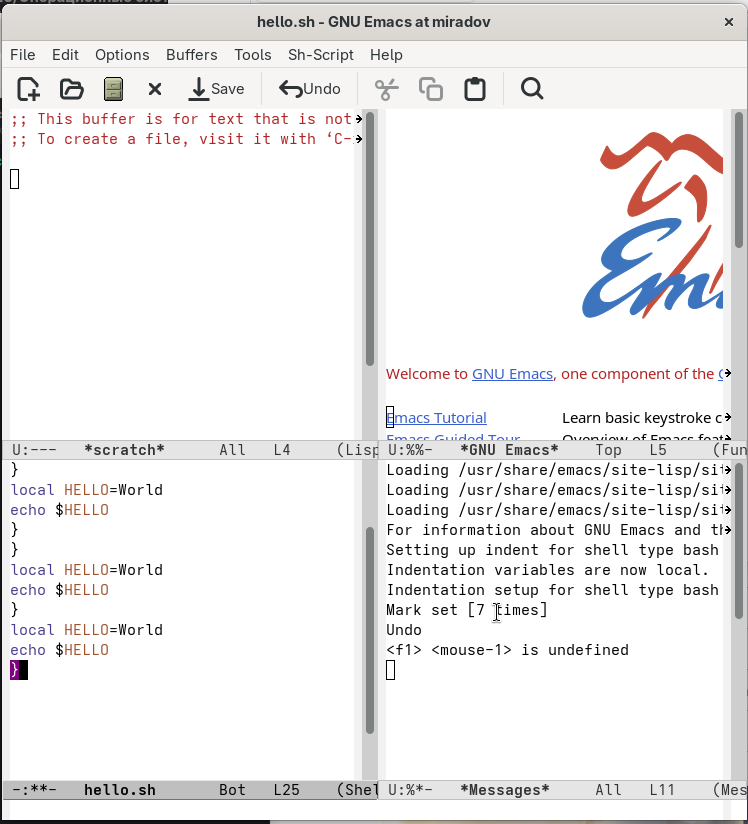 hello.sh - GNU Emacs at miradov
File Edit Options Buffers Tools Sh-Script Help
Save Undo
;; This buffer is for text that is not
;; To create a file, visit it with ‘C-
U:--- *scratch* All L4 (Lisp
Em
Welcome to GNU Emacs, one component of the
Emacs Tutorial Learn basic keystroke c
Emacs Guided Tour Overview of Emacs feat
U:%%- *GNU Emacs* Top L5 (Fun
}
local HELLO=World
echo $HELLO
}
}
local HELLO=World
echo $HELLO
}
local HELLO=World
echo $HELLO
}
-:**- hello.sh Bot L25 (Shel
Loading /usr/share/emacs/site-lisp/sit
Loading /usr/share/emacs/site-lisp/sit
Loading /usr/share/emacs/site-lisp/sit
For information about GNU Emacs and th
Setting up indent for shell type bash
Indentation variables are now local.
Indentation setup for shell type bash
Mark set [7 times]
Undo
<f1> <mouse-1> is undefined
U:%*- *Messages* All L11 (Mes